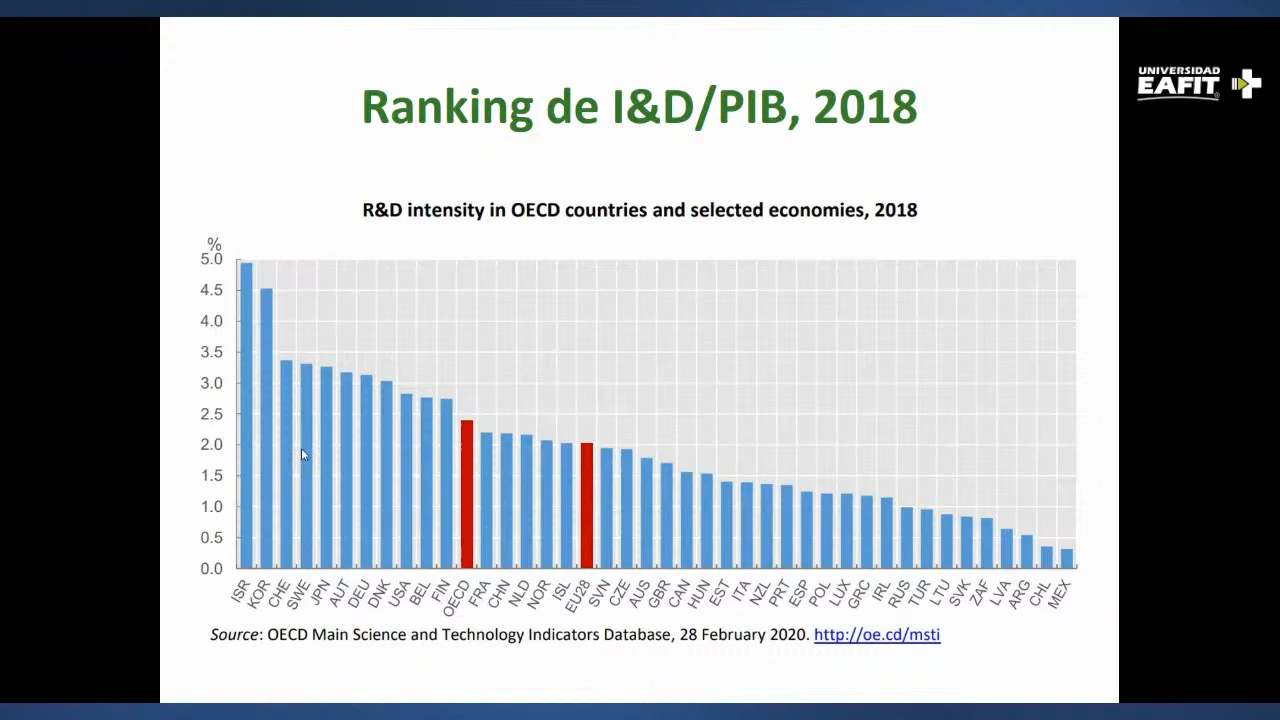 UNIVERSIDAD
EAFIT
Ranking de I&D/PIB, 2018
R&D intensity in OECD countries and selected economies, 2018
%
5.0
4.5
4.0
3.5
3.0
2.5
2.0
1.5
1.0
0.5
0.0
ISR KOR CHE SWE JPN AUT DEU DNK USA BEL FIN OECD FRA CHN NLD NOR ISL EU28 SVN CZE AUS GBR CAN HUN EST ITA NZL PRT ESP POL LUX GRC IRL RUS TUR LTU SVK ZAF LVA ARG CHL MEX
Source: OECD Main Science and Technology Indicators Database, 28 February 2020. http://oe.cd/msti